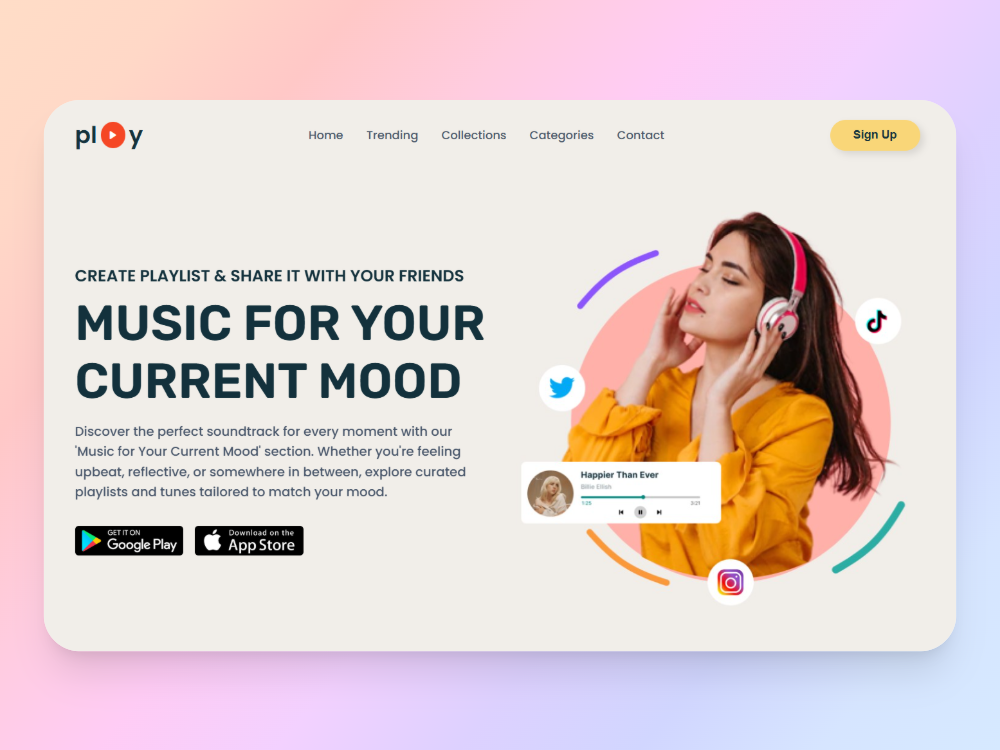 pl y
Home Trending Collections Categories Contact
Sign Up
CREATE PLAYLIST & SHARE IT WITH YOUR FRIENDS
MUSIC FOR YOUR
CURRENT MOOD
Discover the perfect soundtrack for every moment with our
'Music for Your Current Mood' section. Whether you're feeling
upbeat, reflective, or somewhere in between, explore curated
playlists and tunes tailored to match your mood.
GET IT ON
Google Play
Download on the
App Store
Happier Than Ever
Billie Eilish
1:25 3:21